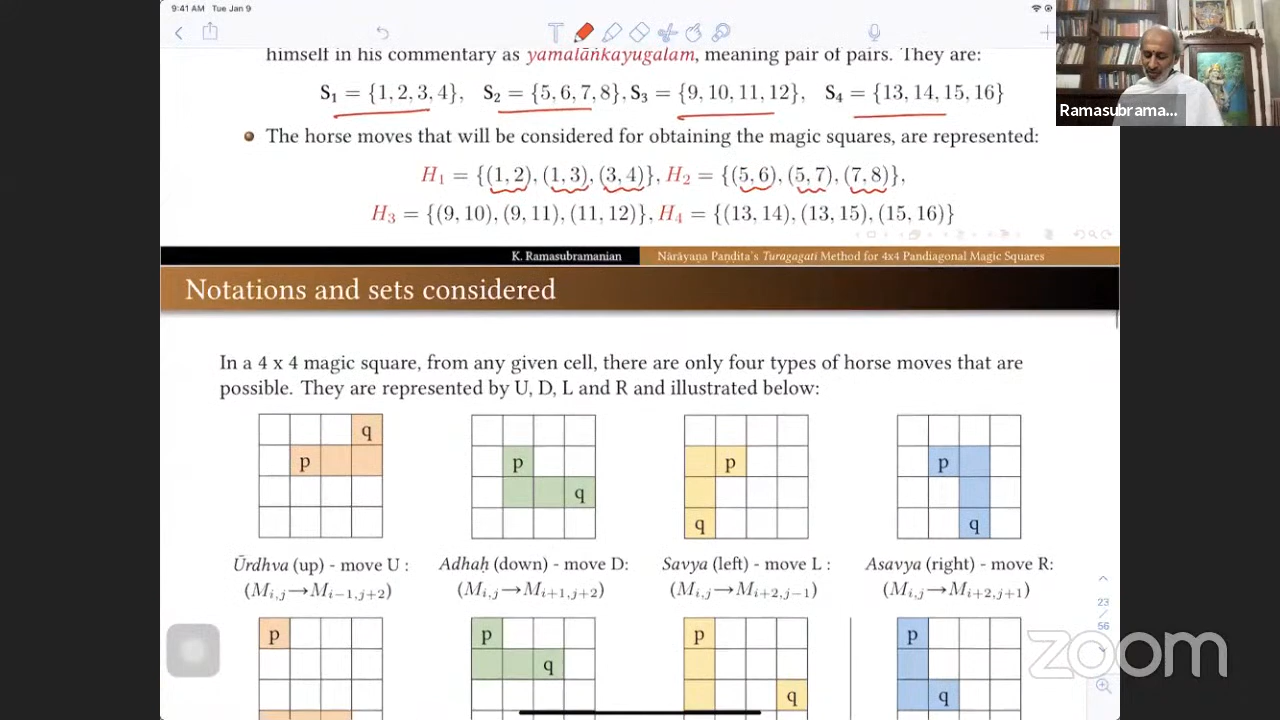 9:41 AM Tue Jan 9
himself in his commentary as yamalāṅkayugalam, meaning pair of pairs. They are:
S₁ = {1, 2, 3, 4}, S₂ = {5, 6, 7, 8}, S₃ = {9, 10, 11, 12}, S₄ = {13, 14, 15, 16}
The horse moves that will be considered for obtaining the magic squares, are represented:
H₁ = {(1, 2), (1, 3), (3, 4)}, H₂ = {(5, 6), (5, 7), (7, 8)},
H₃ = {(9, 10), (9, 11), (11, 12)}, H₄ = {(13, 14), (13, 15), (15, 16)}
K. Ramasubramanian Nārāyaṇa Paṇḍita's Turagagati Method for 4x4 Pandiagonal Magic Squares
Notations and sets considered
In a 4 x 4 magic square, from any given cell, there are only four types of horse moves that are
possible. They are represented by U, D, L and R and illustrated below:
q
p p p p
q
q q
Ūrdhva (up) - move U : Adhaḥ (down) - move D: Savya (left) - move L : Asavya (right) - move R:
(Mᵢ,ⱼ→Mᵢ₋₁,ⱼ₊₂) (Mᵢ,ⱼ→Mᵢ₊₁,ⱼ₊₂) (Mᵢ,ⱼ→Mᵢ₊₂,ⱼ₋₁) (Mᵢ,ⱼ→Mᵢ₊₂,ⱼ₊₁)
p p p p
q
q q
23
/
56
Ramasubrama...
zoom
T